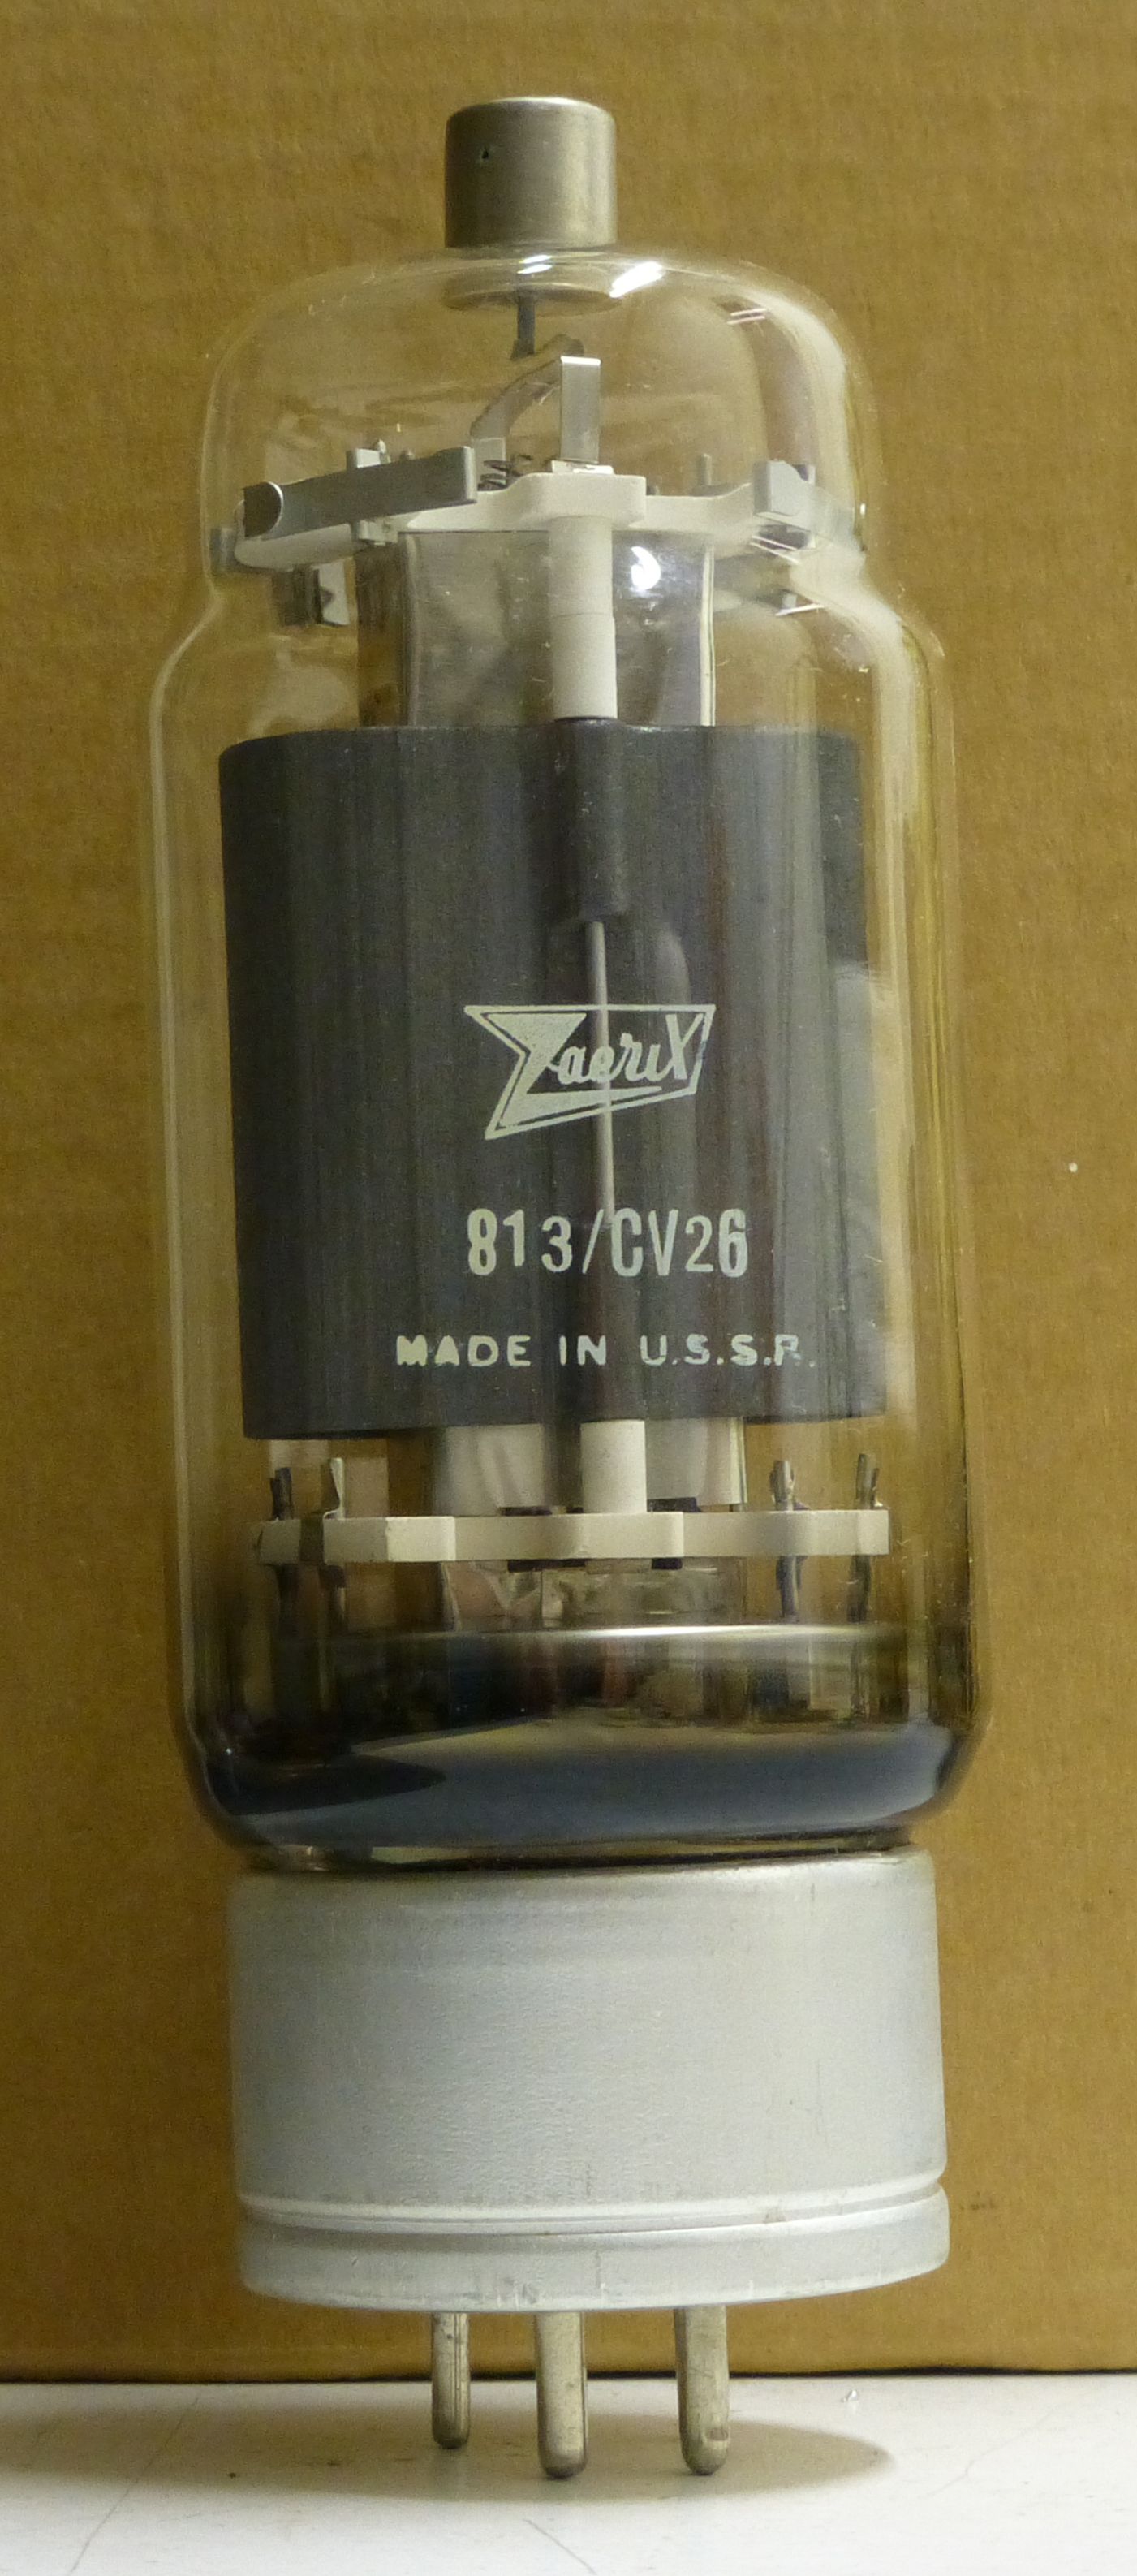 ZaeriX
813/CV26
MADE IN U.S.S.R.